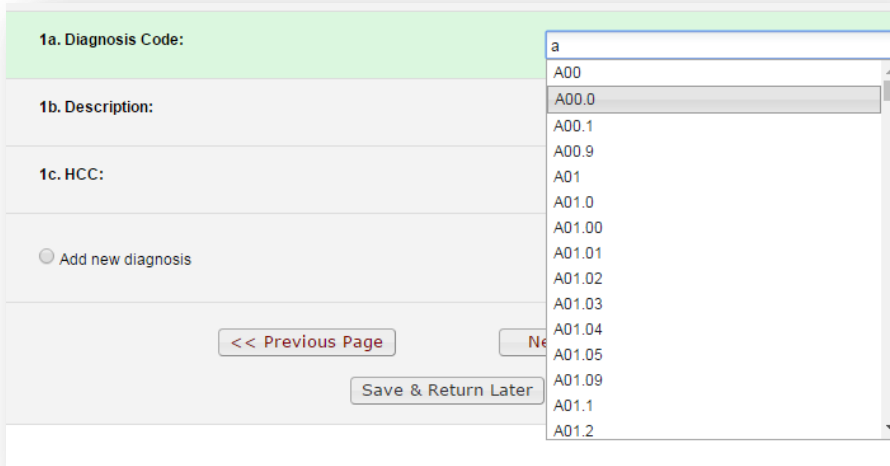 1a. Diagnosis Code:
a
A00
A00.0
1b. Description:
A00.1
A00.9
1c. HCC:
A01
A01.0
A01.00
Add new diagnosis
A01.01
A01.02
A01.03
A01.04
<< Previous Page
Ne
A01.05
Save & Return Later
A01.09
A01.1
A01.2